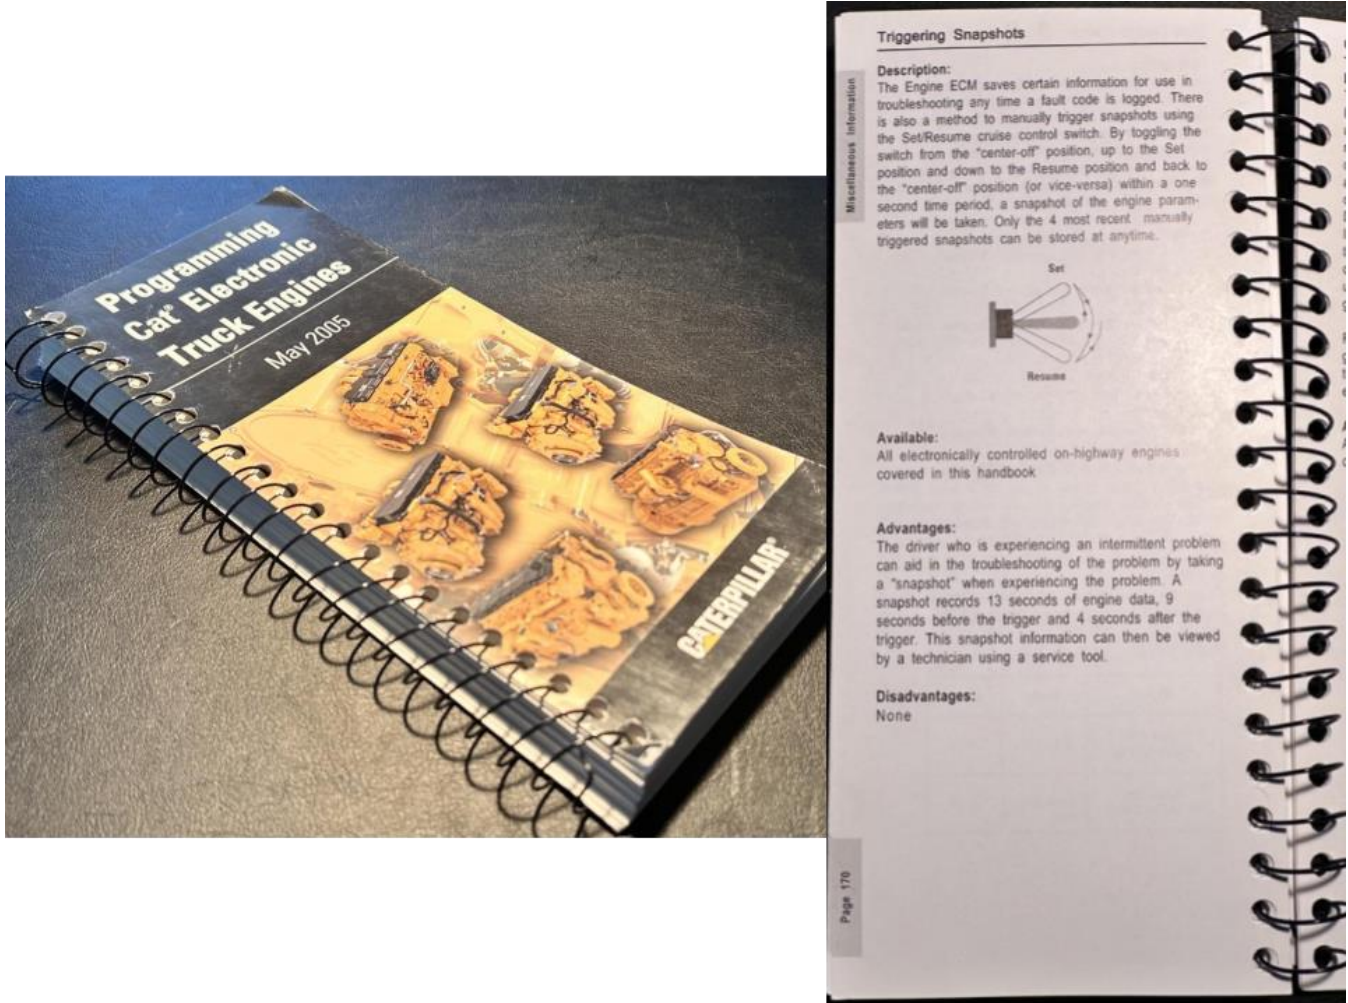 Programming
Cat® Electronic
Truck Engines
May 2005
CATERPILLAR®
Triggering Snapshots
Miscellaneous Information
Description:
The Engine ECM saves certain information for use in
troubleshooting any time a fault code is logged. There
is also a method to manually trigger snapshots using
the Set/Resume cruise control switch. By toggling the
switch from the "center-off" position, up to the Set
position and down to the Resume position and back to
the "center-off" position (or vice-versa) within a one
second time period, a snapshot of the engine param-
eters will be taken. Only the 4 most recent manually
triggered snapshots can be stored at anytime.
Set
Resume
Available:
All electronically controlled on-highway engines
covered in this handbook
Advantages:
The driver who is experiencing an intermittent problem
can aid in the troubleshooting of the problem by taking
a "snapshot" when experiencing the problem. A
snapshot records 13 seconds of engine data, 9
seconds before the trigger and 4 seconds after the
trigger. This snapshot information can then be viewed
by a technician using a service tool.
Disadvantages:
None
Page 170